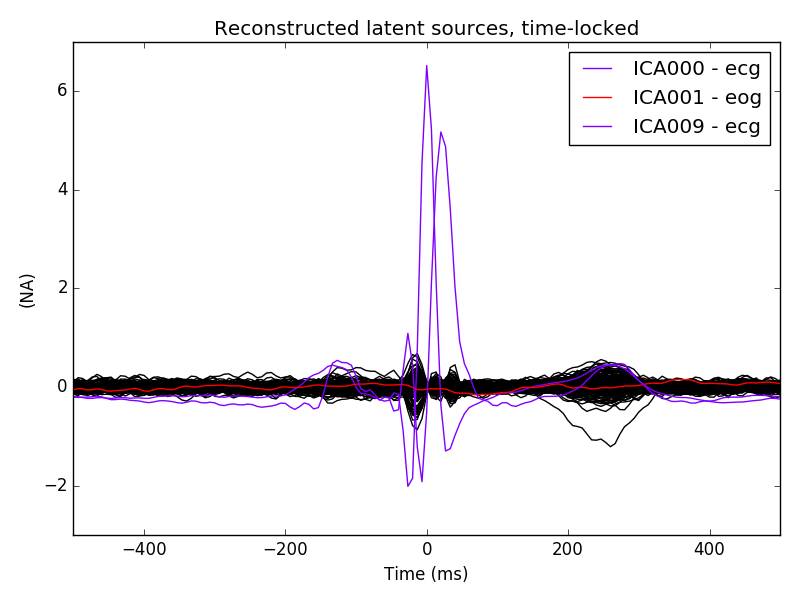 Reconstructed latent sources, time-locked
ICA000 - ecg
ICA001 - eog
ICA009 - ecg
(NA)
6
4
2
0
−2
−400
−200
0
200
400
Time (ms)